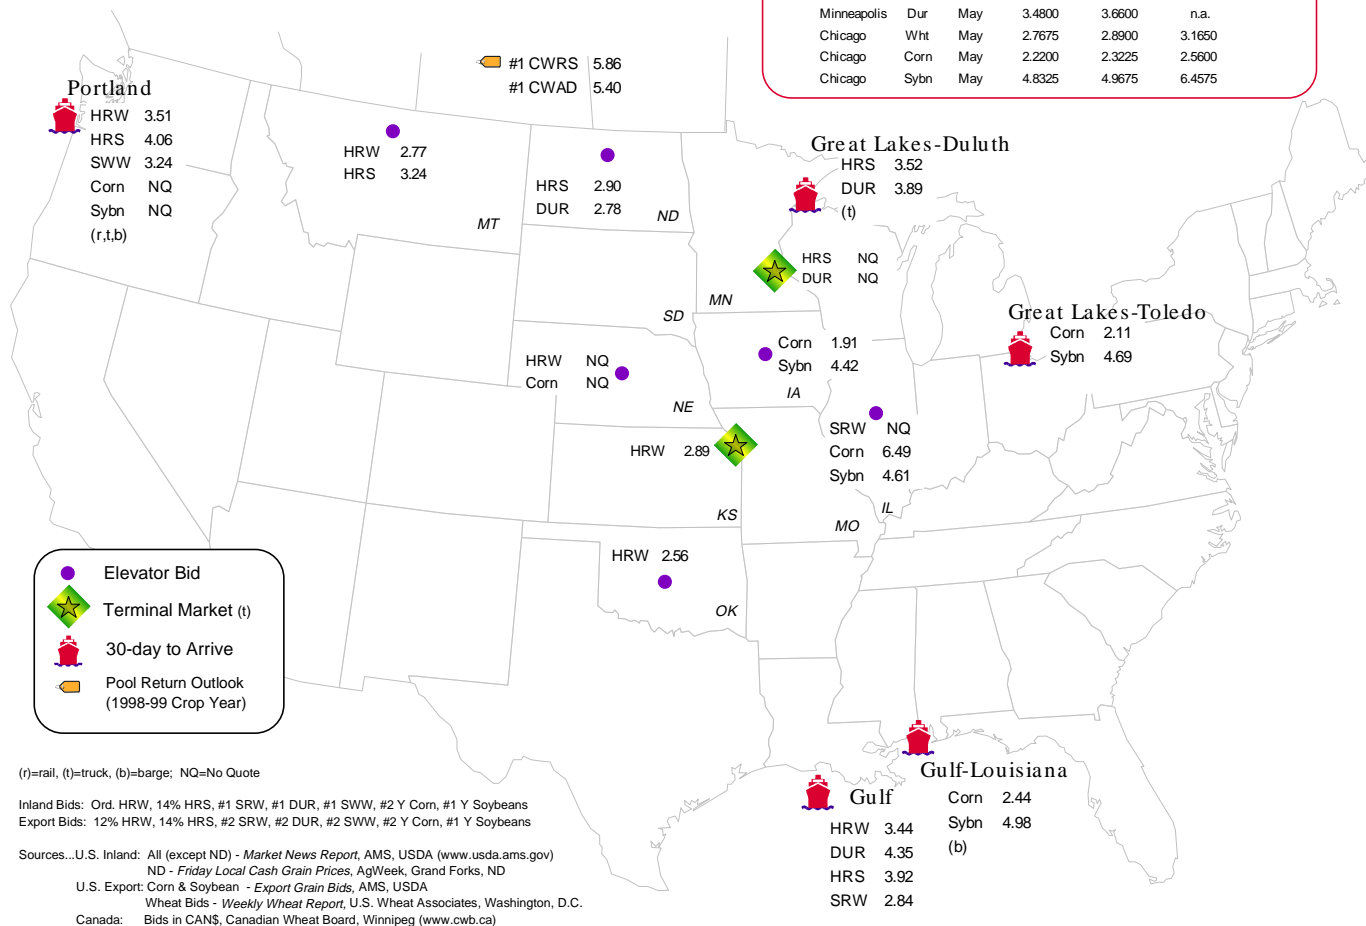 Minneapolis Dur May 3.4800 3.6600 n.a.
Chicago Wht May 2.7675 2.8900 3.1650
Chicago Corn May 2.2200 2.3225 2.5600
Chicago Sybn May 4.8325 4.9675 6.4575
#1 CWRS 5.86
#1 CWAD 5.40
Portland
HRW 3.51
HRS 4.06
SWW 3.24
Corn NQ
Sybn NQ
(r,t,b)
HRW 2.77
HRS 3.24
MT
HRS 2.90
DUR 2.78
ND
Great Lakes-Duluth
HRS 3.52
DUR 3.89
(t)
HRS NQ
DUR NQ
MN
SD
Great Lakes-Toledo
Corn 2.11
Sybn 4.69
Corn 1.91
Sybn 4.42
IA
HRW NQ
Corn NQ
NE
SRW NQ
Corn 6.49
Sybn 4.61
IL
HRW 2.89
KS
MO
HRW 2.56
OK
Elevator Bid
Terminal Market (t)
30-day to Arrive
Pool Return Outlook
(1998-99 Crop Year)
Gulf-Louisiana
Corn 2.44
Sybn 4.98
(b)
Gulf
HRW 3.44
DUR 4.35
HRS 3.92
SRW 2.84
(r)=rail, (t)=truck, (b)=barge; NQ=No Quote
Inland Bids: Ord. HRW, 14% HRS, #1 SRW, #1 DUR, #1 SWW, #2 Y Corn, #1 Y Soybeans
Export Bids: 12% HRW, 14% HRS, #2 SRW, #2 DUR, #2 SWW, #2 Y Corn, #1 Y Soybeans
Sources...U.S. Inland: All (except ND) - Market News Report, AMS, USDA (www.usda.ams.gov)
ND - Friday Local Cash Grain Prices, AgWeek, Grand Forks, ND
U.S. Export: Corn & Soybean - Export Grain Bids, AMS, USDA
Wheat Bids - Weekly Wheat Report, U.S. Wheat Associates, Washington, D.C.
Canada: Bids in CAN$, Canadian Wheat Board, Winnipeg (www.cwb.ca)